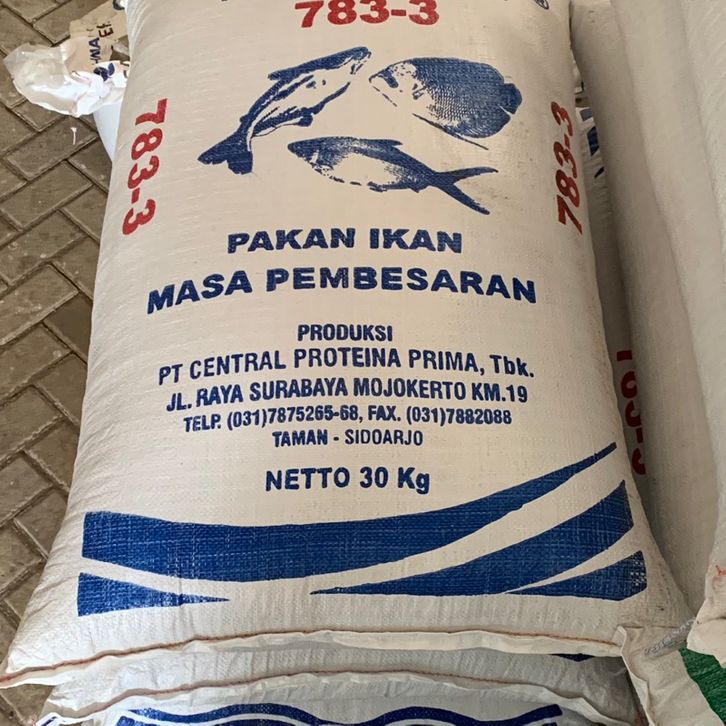 783-3
783-3
783-3
PAKAN IKAN
MASA PEMBESARAN
PRODUKSI
PT CENTRAL PROTEINA PRIMA, Tbk.
JL. RAYA SURABAYA MOJOKERTO KM.19
TELP. (031)7875265-68, FAX. (031)7882088
TAMAN - SIDOARJO
NETTO 30 Kg